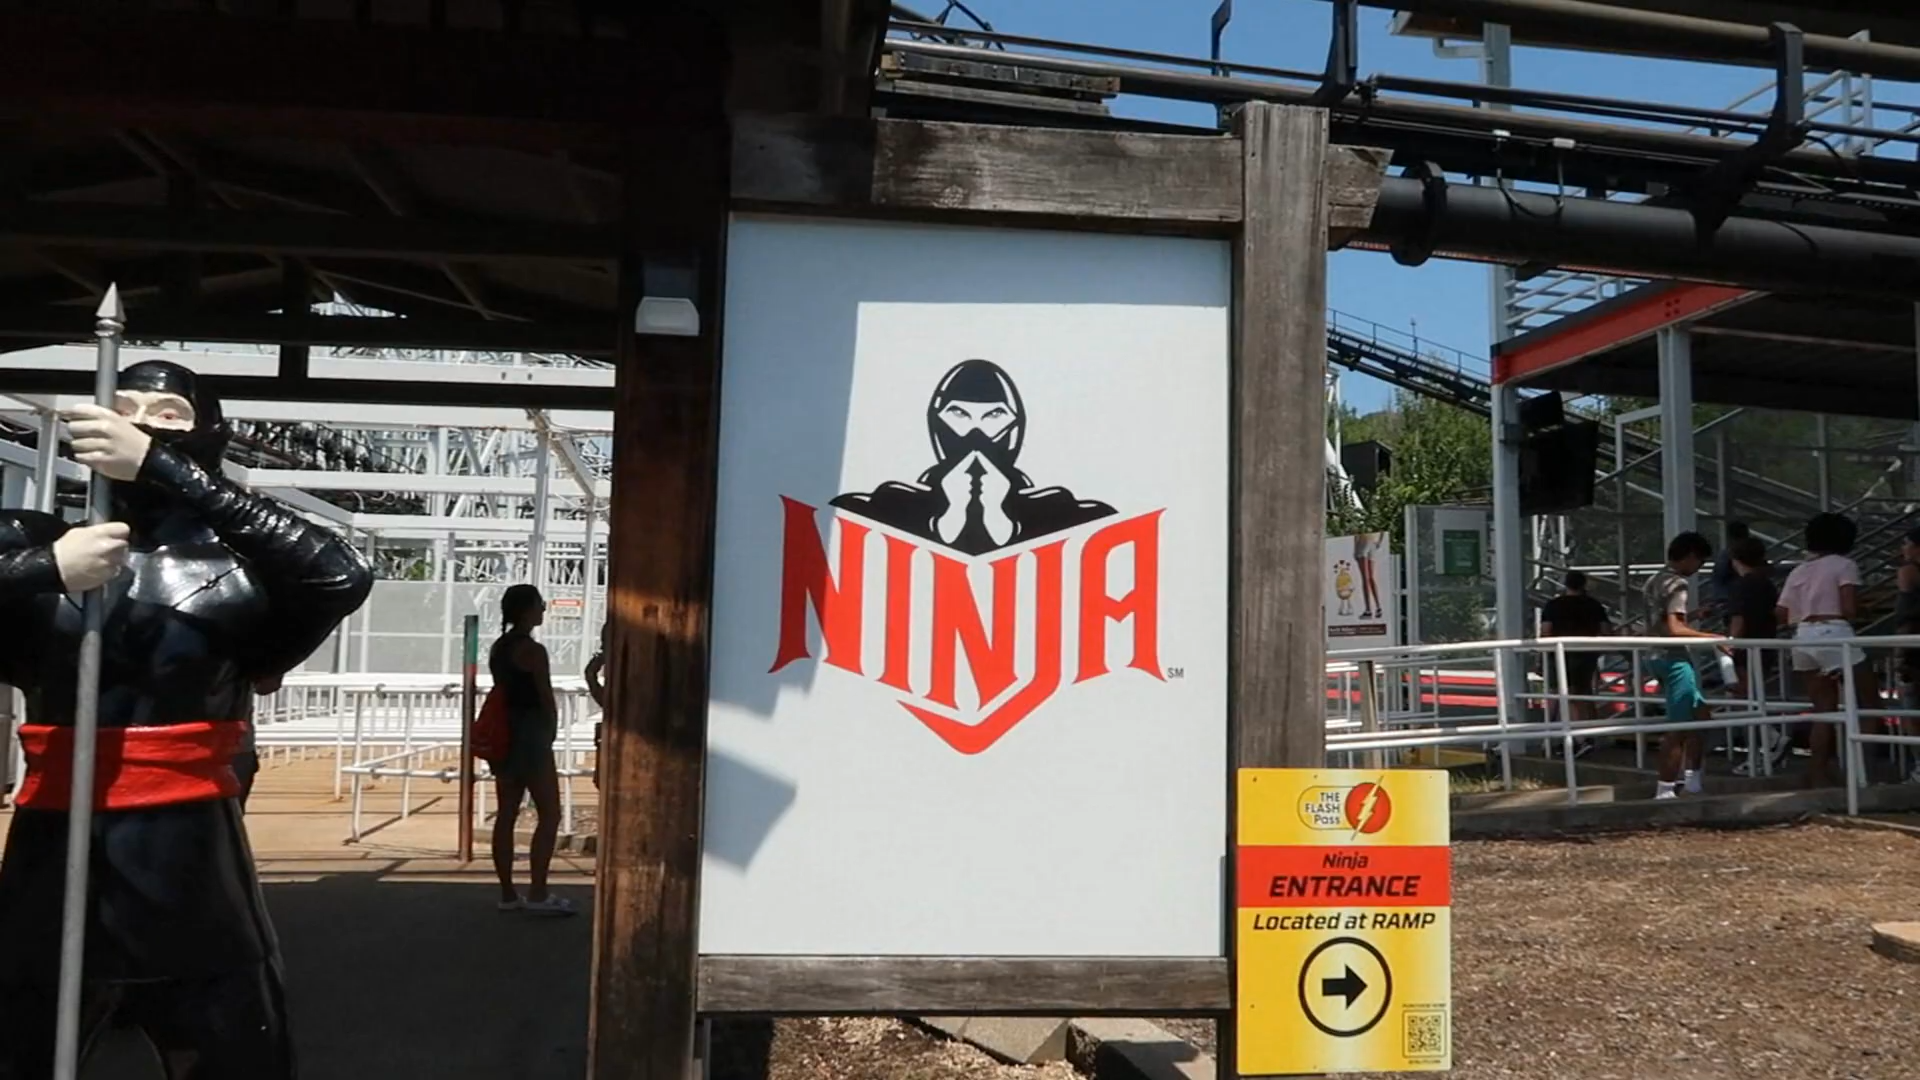 NINJA
SM
THE
FLASH
Pass
Ninja
ENTRANCE
Located at RAMP